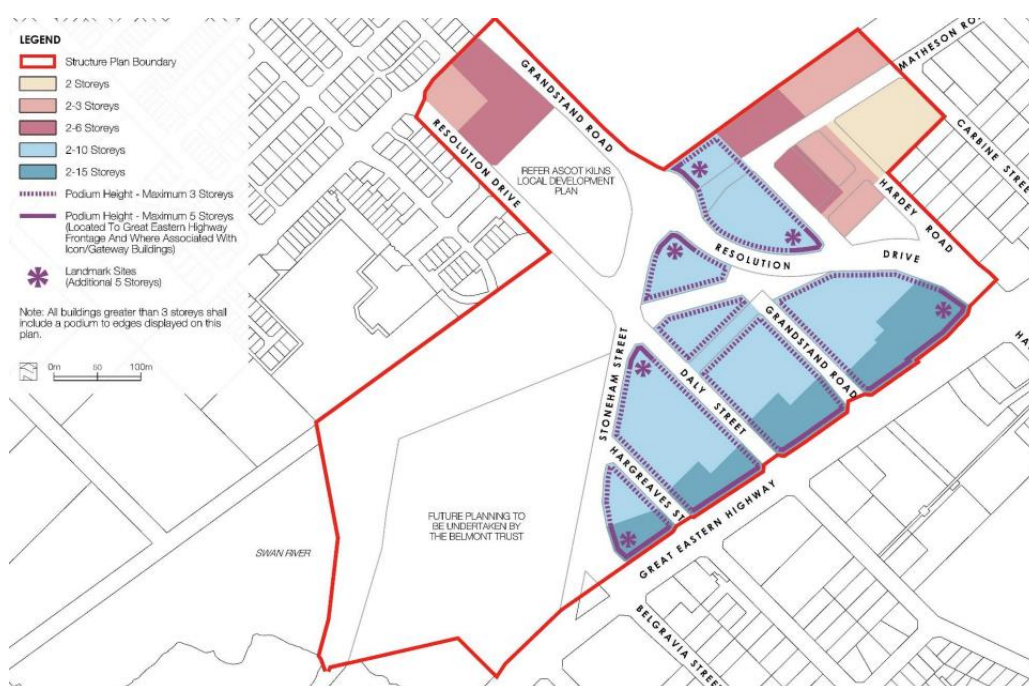 LEGEND
Structure Plan Boundary
2 Storeys
2-3 Storeys
2-6 Storeys
2-10 Storeys
2-15 Storeys
Podium Height - Maximum 3 Storeys
Podium Height - Maximum 5 Storeys
(Located To Great Eastern Highway
Frontage And Where Associated With
Icon/Gateway Buildings)
Landmark Sites
(Additional 5 Storeys)
Note: All buildings greater than 3 storeys shall
include a podium to edges displayed on this
plan.
0m 50 100m
GRANDSTAND ROAD
RESOLUTION DRIVE
REFER ASCOT KILNS
LOCAL DEVELOPMENT
PLAN
MATHESON RO
CARBINE STREE
HARDEY ROAD
RESOLUTION DRIVE
GRANDSTAND ROAD
STONEHAM STREET
DALY STREET
HARGREAVES ST
GREAT EASTERN HIGHWAY
HA
FUTURE PLANNING TO
BE UNDERTAKEN BY
THE BELMONT TRUST
SWAN RIVER
BELGRAVIA STREET